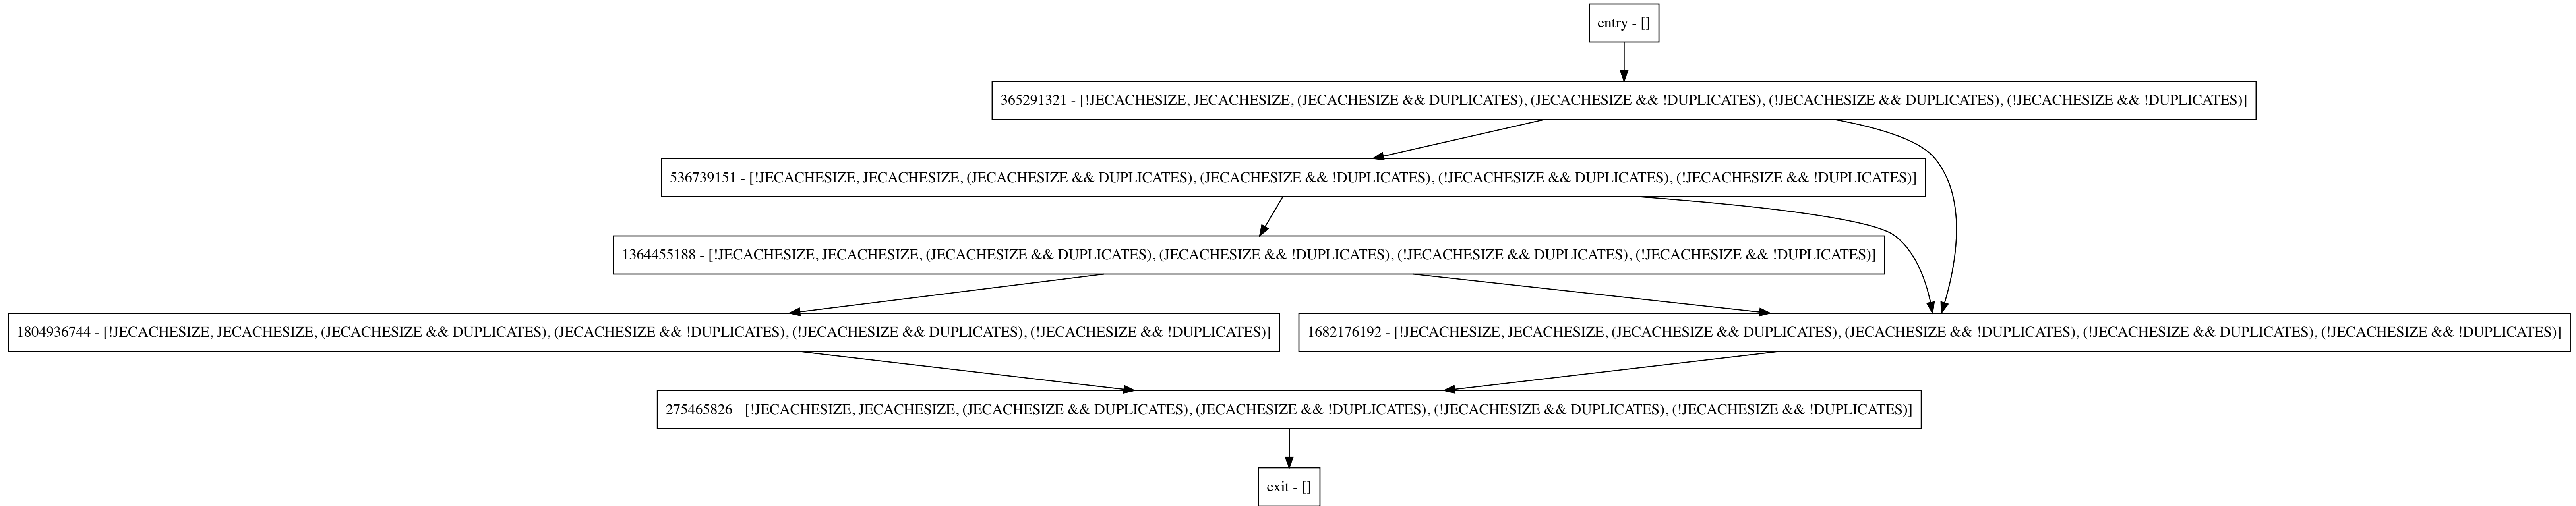 entry - []
365291321 - [!JECACHESIZE, JECACHESIZE, (JECACHESIZE && DUPLICATES), (JECACHESIZE && !DUPLICATES), (!JECACHESIZE && DUPLICATES), (!JECACHESIZE && !DUPLICATES)]
536739151 - [!JECACHESIZE, JECACHESIZE, (JECACHESIZE && DUPLICATES), (JECACHESIZE && !DUPLICATES), (!JECACHESIZE && DUPLICATES), (!JECACHESIZE && !DUPLICATES)]
1364455188 - [!JECACHESIZE, JECACHESIZE, (JECACHESIZE && DUPLICATES), (JECACHESIZE && !DUPLICATES), (!JECACHESIZE && DUPLICATES), (!JECACHESIZE && !DUPLICATES)]
1804936744 - [!JECACHESIZE, JECACHESIZE, (JECACHESIZE && DUPLICATES), (JECACHESIZE && !DUPLICATES), (!JECACHESIZE && DUPLICATES), (!JECACHESIZE && !DUPLICATES)]
1682176192 - [!JECACHESIZE, JECACHESIZE, (JECACHESIZE && DUPLICATES), (JECACHESIZE && !DUPLICATES), (!JECACHESIZE && DUPLICATES), (!JECACHESIZE && !DUPLICATES)]
275465826 - [!JECACHESIZE, JECACHESIZE, (JECACHESIZE && DUPLICATES), (JECACHESIZE && !DUPLICATES), (!JECACHESIZE && DUPLICATES), (!JECACHESIZE && !DUPLICATES)]
exit - []